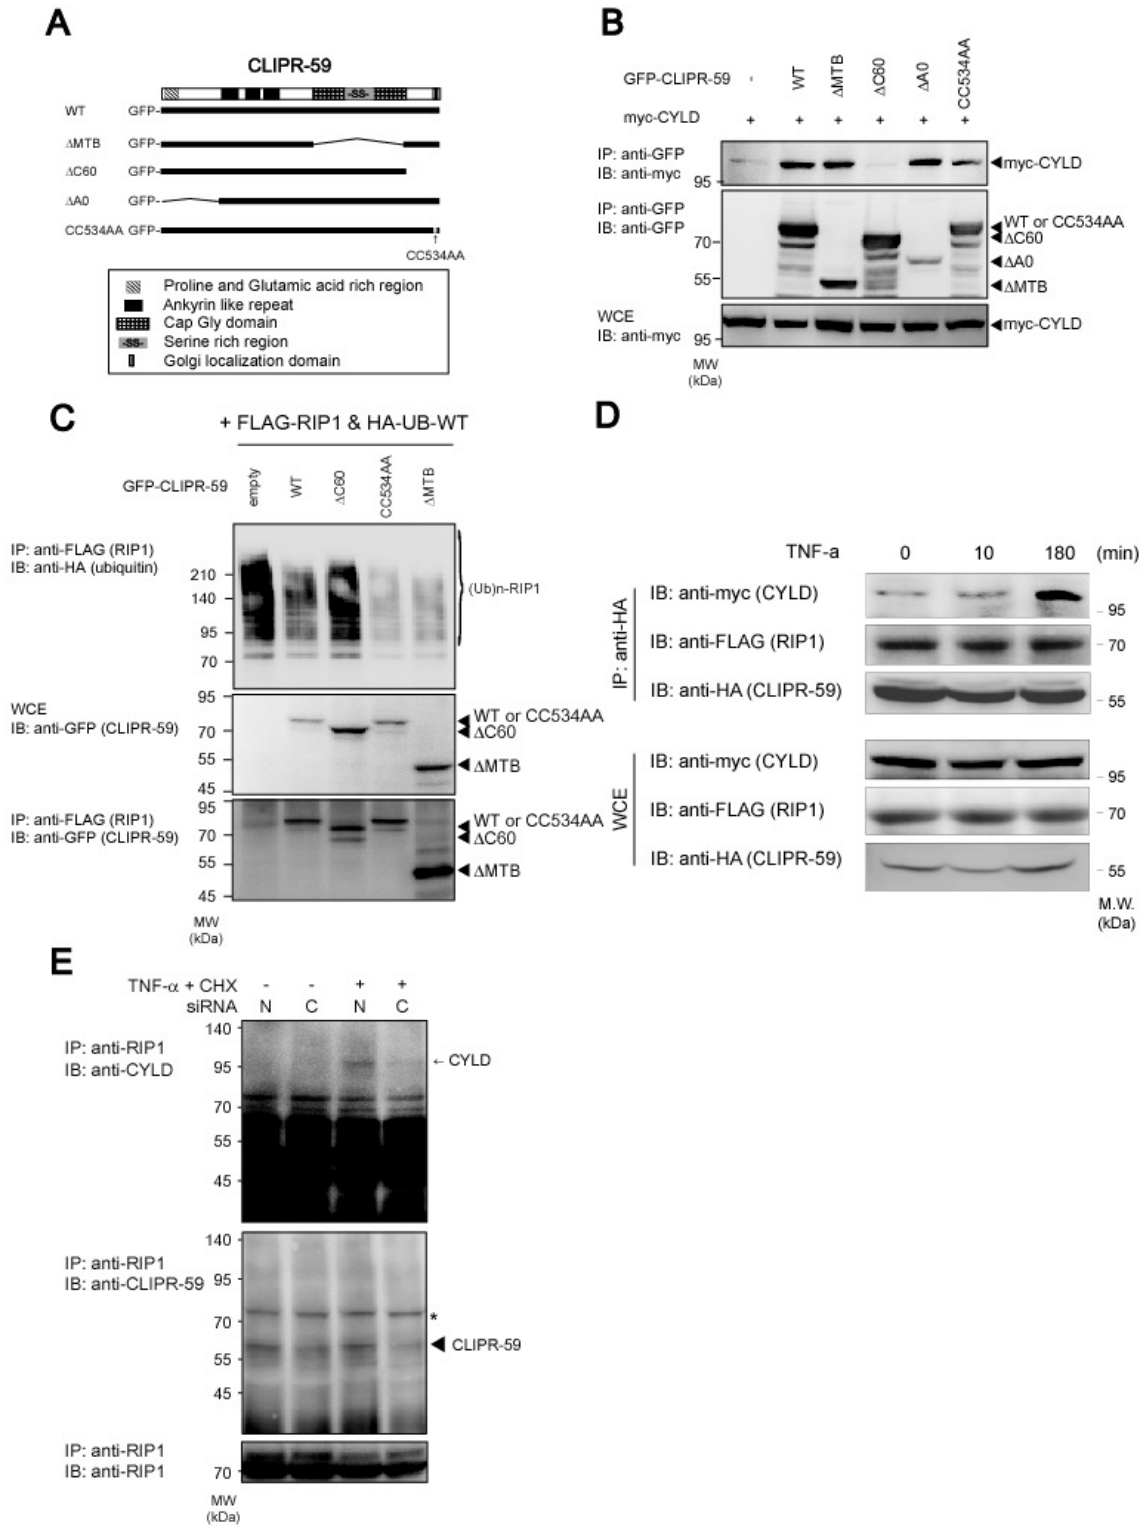 A
CLIPR-59
-SS-
WT GFP-
ΔMTB GFP-
ΔC60 GFP-
ΔA0 GFP-
CC534AA GFP-
↑
CC534AA
Proline and Glutamic acid rich region
Ankyrin like repeat
Cap Gly domain
-SS- Serine rich region
Golgi localization domain
B
GFP-CLIPR-59 - WT ΔMTB ΔC60 ΔA0 CC534AA
myc-CYLD + + + + + +
IP: anti-GFP
IB: anti-myc
95
myc-CYLD
IP: anti-GFP
IB: anti-GFP
70
55
WT or CC534AA
ΔC60
ΔA0
ΔMTB
WCE
IB: anti-myc
95
myc-CYLD
MW
(kDa)
C
+ FLAG-RIP1 & HA-UB-WT
GFP-CLIPR-59 empty WT ΔC60 CC534AA ΔMTB
IP: anti-FLAG (RIP1)
IB: anti-HA (ubiquitin)
210
140
95
70
(Ub)n-RIP1
WCE
IB: anti-GFP (CLIPR-59)
95
70
55
45
WT or CC534AA
ΔC60
ΔMTB
IP: anti-FLAG (RIP1)
IB: anti-GFP (CLIPR-59)
95
70
55
45
WT or CC534AA
ΔC60
ΔMTB
MW
(kDa)
D
TNF-a 0 10 180 (min)
IP: anti-HA
IB: anti-myc (CYLD)
95
IB: anti-FLAG (RIP1)
70
IB: anti-HA (CLIPR-59)
55
WCE
IB: anti-myc (CYLD)
95
IB: anti-FLAG (RIP1)
70
IB: anti-HA (CLIPR-59)
55
M.W.
(kDa)
E
TNF-α + CHX - - + +
siRNA N C N C
IP: anti-RIP1
IB: anti-CYLD
140
95
70
55
45
← CYLD
IP: anti-RIP1
IB: anti-CLIPR-59
140
95
70
55
45
*
CLIPR-59
IP: anti-RIP1
IB: anti-RIP1
70
MW
(kDa)